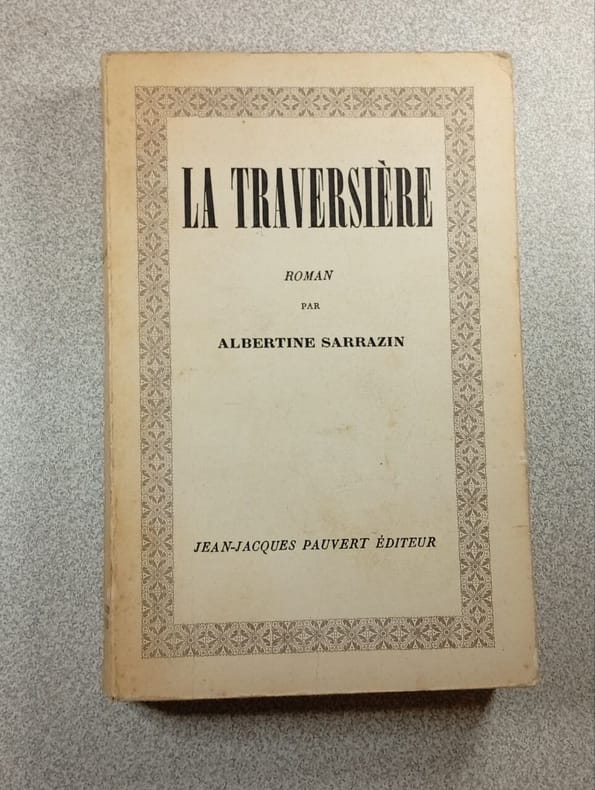 LA TRAVERSIÈRE
ROMAN
PAR
ALBERTINE SARRAZIN
JEAN-JACQUES PAUVERT ÉDITEUR